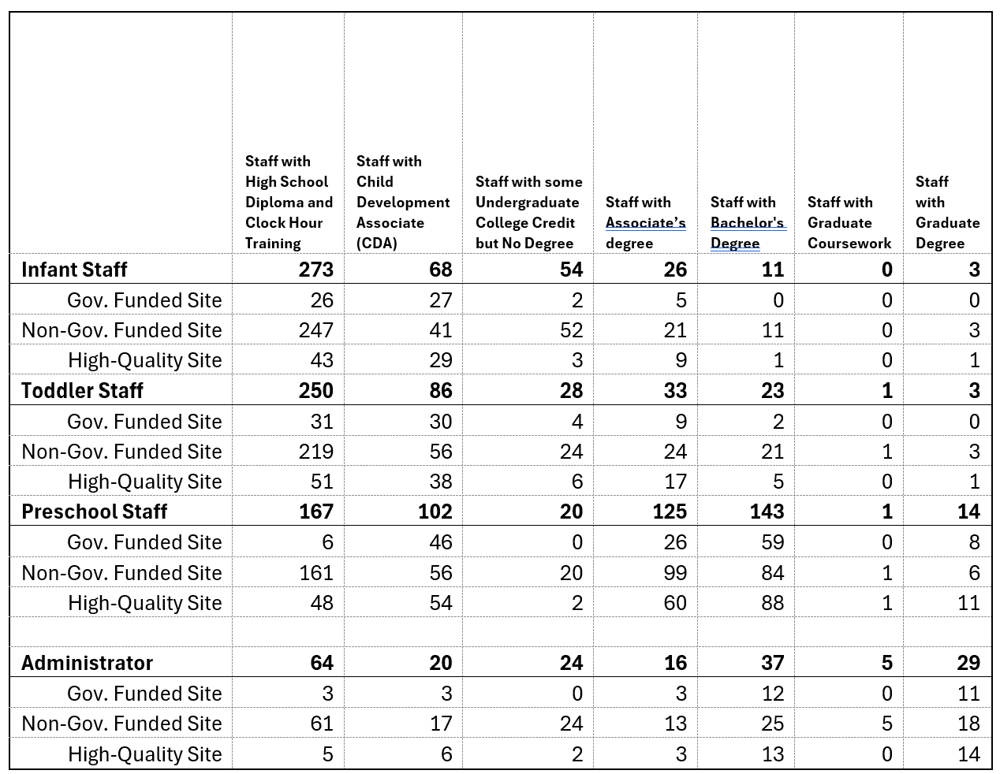 Staff with High School Diploma and Clock Hour Training
Staff with Child Development Associate (CDA)
Staff with some Undergraduate College Credit but No Degree
Staff with Associate’s degree
Staff with Bachelor's Degree
Staff with Graduate Coursework
Staff with Graduate Degree
Infant Staff 273 68 54 26 11 0 3
Gov. Funded Site 26 27 2 5 0 0 0
Non-Gov. Funded Site 247 41 52 21 11 0 3
High-Quality Site 43 29 3 9 1 0 1
Toddler Staff 250 86 28 33 23 1 3
Gov. Funded Site 31 30 4 9 2 0 0
Non-Gov. Funded Site 219 56 24 24 21 1 3
High-Quality Site 51 38 6 17 5 0 1
Preschool Staff 167 102 20 125 143 1 14
Gov. Funded Site 6 46 0 26 59 0 8
Non-Gov. Funded Site 161 56 20 99 84 1 6
High-Quality Site 48 54 2 60 88 1 11
Administrator 64 20 24 16 37 5 29
Gov. Funded Site 3 3 0 3 12 0 11
Non-Gov. Funded Site 61 17 24 13 25 5 18
High-Quality Site 5 6 2 3 13 0 14